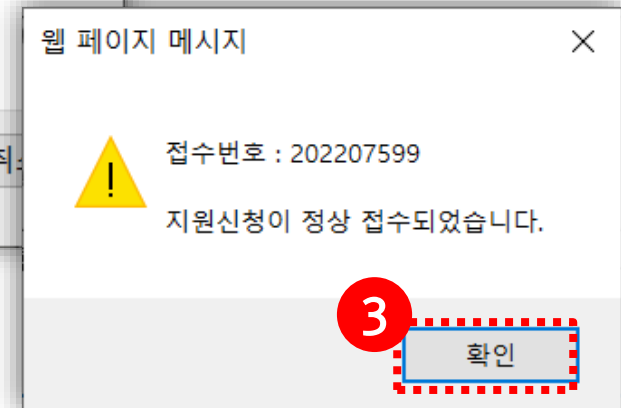 웹 페이지 메시지
접수번호 : 202207599
지원신청이 정상 접수되었습니다.
3
확인